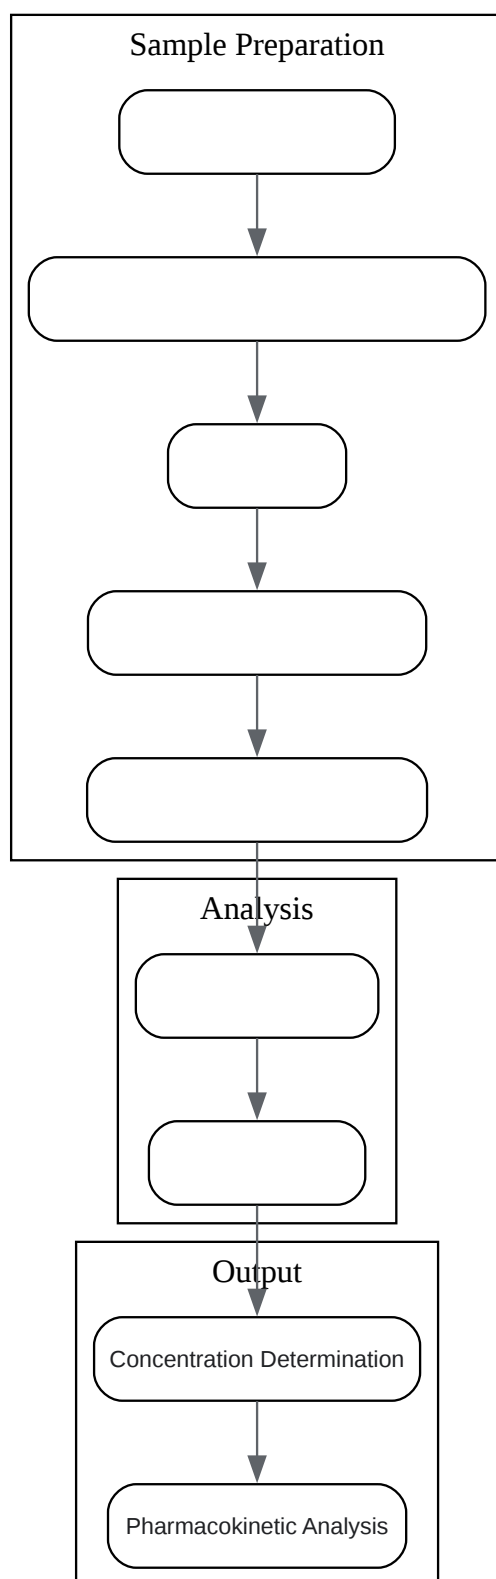 Sample Preparation
Analysis
Output
Concentration Determination
Pharmacokinetic Analysis